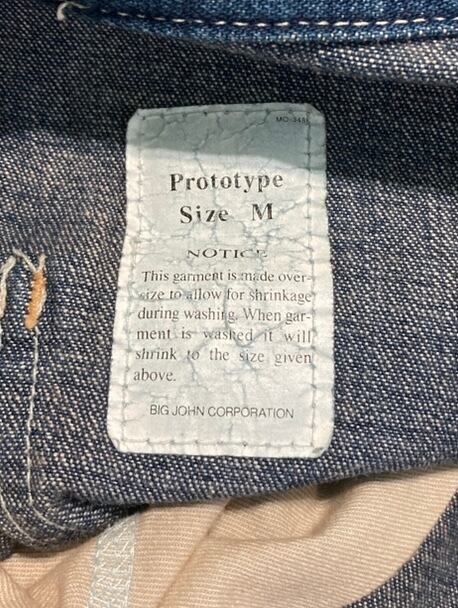 Prototype
Size M
NOTICE
This garment is made over-
size to allow for shrinkage
during washing. When gar-
ment is washed it will
shrink to the size given
above.
BIG JOHN CORPORATION